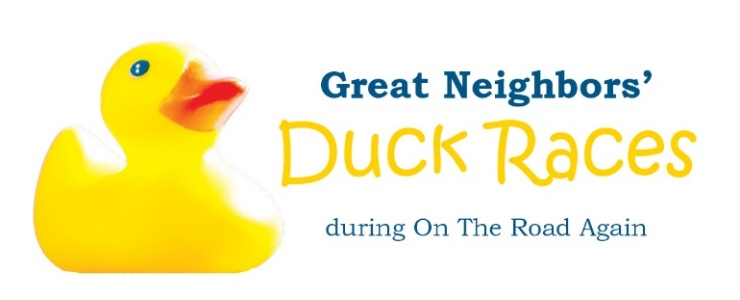 Great Neighbors’
Duck Races
during On The Road Again